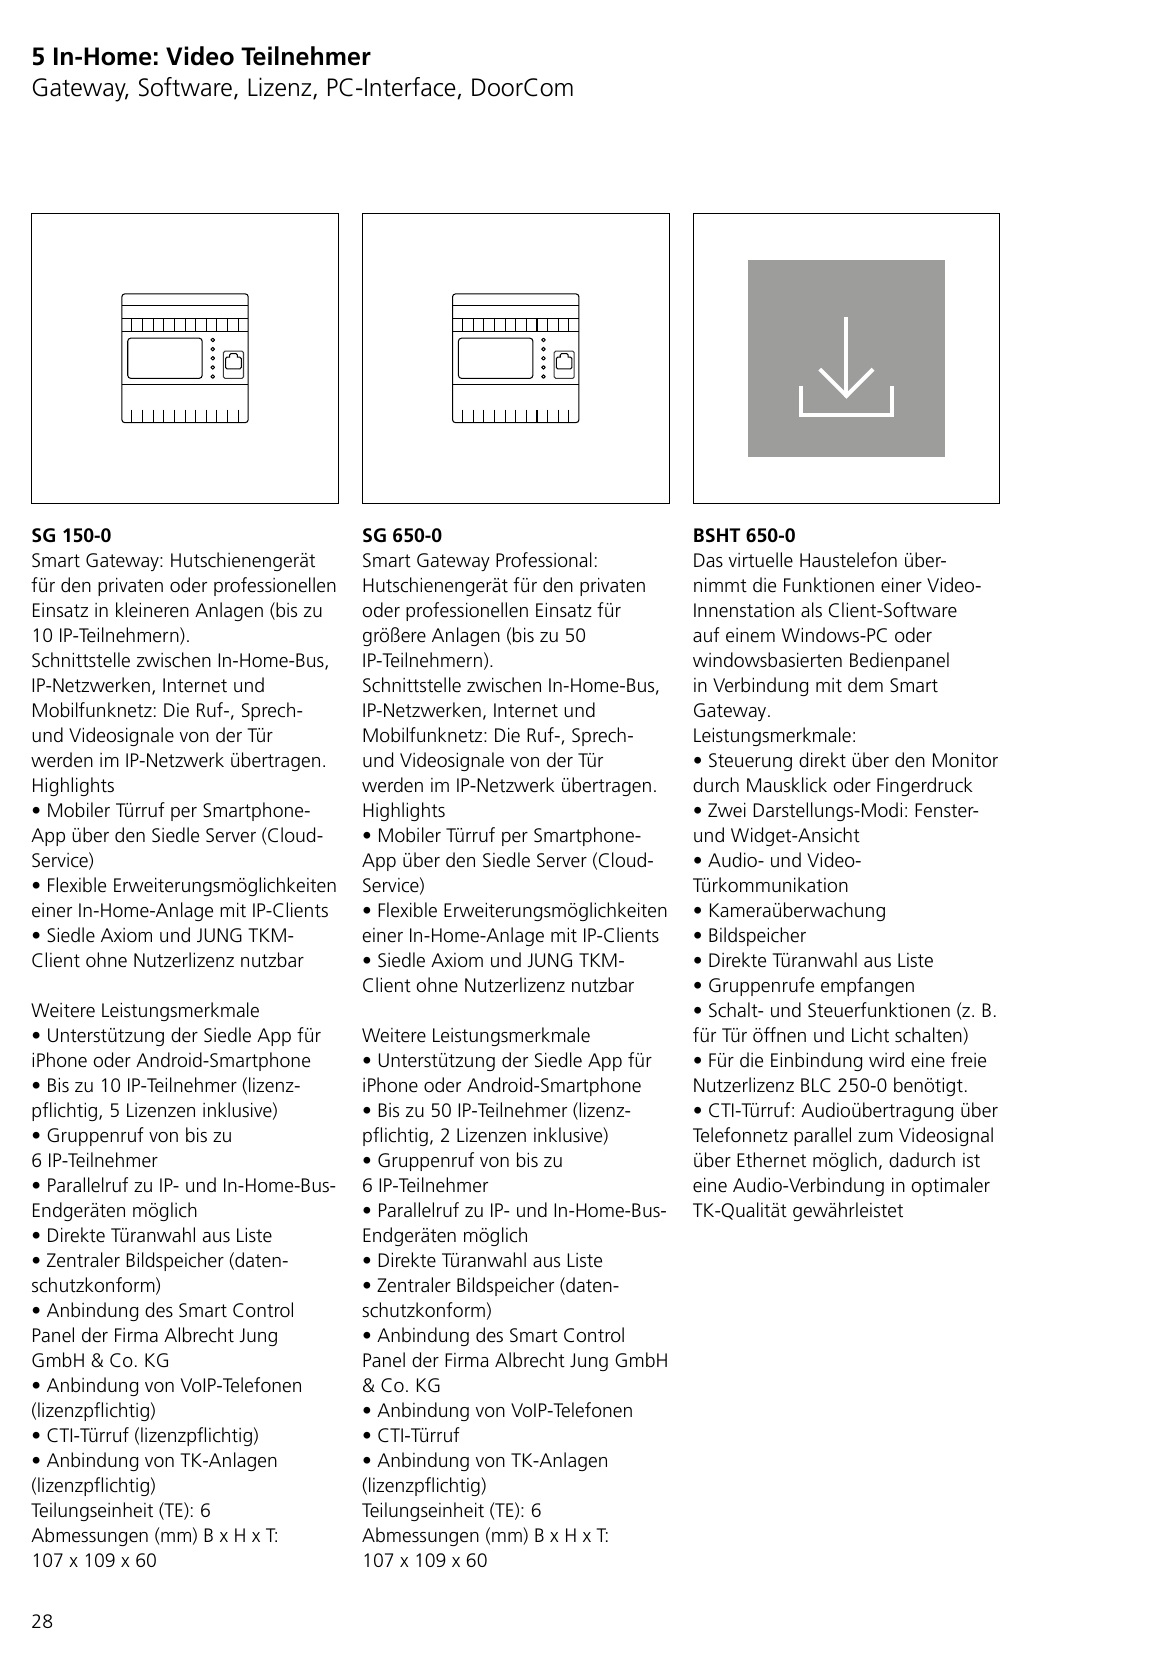 5 In-Home: Video Teilnehmer
Gateway, Software, Lizenz, PC-Interface, DoorCom
SG 150-0
Smart Gateway: Hutschienengerät
für den privaten oder professionellen
Einsatz in kleineren Anlagen (bis zu
10 IP-Teilnehmern).
Schnittstelle zwischen In-Home-Bus,
IP-Netzwerken, Internet und
Mobilfunknetz: Die Ruf-, Sprech-
und Videosignale von der Tür
werden im IP-Netzwerk übertragen.
Highlights
• Mobiler Türruf per Smartphone-
App über den Siedle Server (Cloud-
Service)
• Flexible Erweiterungsmöglichkeiten
einer In-Home-Anlage mit IP-Clients
• Siedle Axiom und JUNG TKM-
Client ohne Nutzerlizenz nutzbar
Weitere Leistungsmerkmale
• Unterstützung der Siedle App für
iPhone oder Android-Smartphone
• Bis zu 10 IP-Teilnehmer (lizenz-
pflichtig, 5 Lizenzen inklusive)
• Gruppenruf von bis zu
6 IP-Teilnehmer
• Parallelruf zu IP- und In-Home-Bus-
Endgeräten möglich
• Direkte Türanwahl aus Liste
• Zentraler Bildspeicher (daten-
schutzkonform)
• Anbindung des Smart Control
Panel der Firma Albrecht Jung
GmbH & Co. KG
• Anbindung von VoIP-Telefonen
(lizenzpflichtig)
• CTI-Türruf (lizenzpflichtig)
• Anbindung von TK-Anlagen
(lizenzpflichtig)
Teilungseinheit (TE): 6
Abmessungen (mm) B x H x T:
107 x 109 x 60
SG 650-0
Smart Gateway Professional:
Hutschienengerät für den privaten
oder professionellen Einsatz für
größere Anlagen (bis zu 50
IP-Teilnehmern).
Schnittstelle zwischen In-Home-Bus,
IP-Netzwerken, Internet und
Mobilfunknetz: Die Ruf-, Sprech-
und Videosignale von der Tür
werden im IP-Netzwerk übertragen.
Highlights
• Mobiler Türruf per Smartphone-
App über den Siedle Server (Cloud-
Service)
• Flexible Erweiterungsmöglichkeiten
einer In-Home-Anlage mit IP-Clients
• Siedle Axiom und JUNG TKM-
Client ohne Nutzerlizenz nutzbar
Weitere Leistungsmerkmale
• Unterstützung der Siedle App für
iPhone oder Android-Smartphone
• Bis zu 50 IP-Teilnehmer (lizenz-
pflichtig, 2 Lizenzen inklusive)
• Gruppenruf von bis zu
6 IP-Teilnehmer
• Parallelruf zu IP- und In-Home-Bus-
Endgeräten möglich
• Direkte Türanwahl aus Liste
• Zentraler Bildspeicher (daten-
schutzkonform)
• Anbindung des Smart Control
Panel der Firma Albrecht Jung GmbH
& Co. KG
• Anbindung von VoIP-Telefonen
• CTI-Türruf
• Anbindung von TK-Anlagen
(lizenzpflichtig)
Teilungseinheit (TE): 6
Abmessungen (mm) B x H x T:
107 x 109 x 60
BSHT 650-0
Das virtuelle Haustelefon über-
nimmt die Funktionen einer Video-
Innenstation als Client-Software
auf einem Windows-PC oder
windowsbasierten Bedienpanel
in Verbindung mit dem Smart
Gateway.
Leistungsmerkmale:
• Steuerung direkt über den Monitor
durch Mausklick oder Fingerdruck
• Zwei Darstellungs-Modi: Fenster-
und Widget-Ansicht
• Audio- und Video-
Türkommunikation
• Kameraüberwachung
• Bildspeicher
• Direkte Türanwahl aus Liste
• Gruppenrufe empfangen
• Schalt- und Steuerfunktionen (z. B.
für Tür öffnen und Licht schalten)
• Für die Einbindung wird eine freie
Nutzerlizenz BLC 250-0 benötigt.
• CTI-Türruf: Audioübertragung über
Telefonnetz parallel zum Videosignal
über Ethernet möglich, dadurch ist
eine Audio-Verbindung in optimaler
TK-Qualität gewährleistet
28